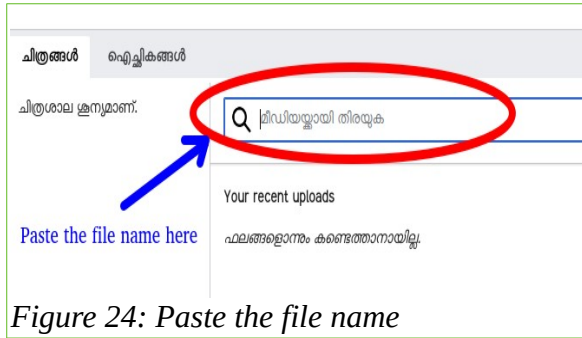 ചിത്രങ്ങൾ ഐച്ഛികങ്ങൾ
ചിത്രശാല ശൂന്യമാണ്.
മീഡിയയ്ക്കായി തിരയുക
Your recent uploads
Paste the file name here
ഫലങ്ങളൊന്നും കണ്ടെത്താനായില്ല.
Figure 24: Paste the file name